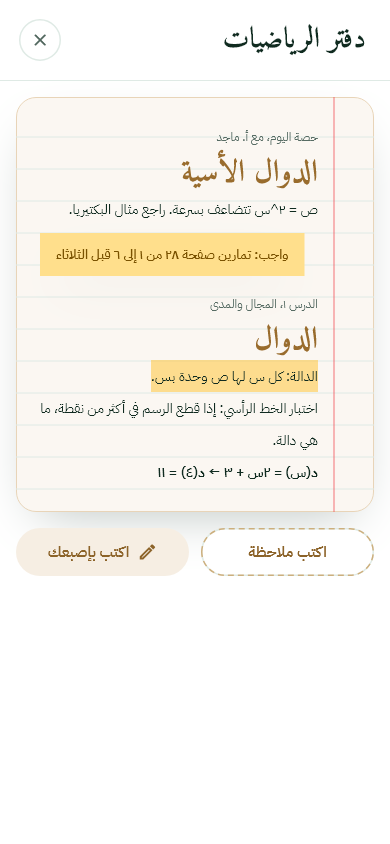 دفتر الرياضيات
حصة اليوم، مع أ. ماجد
الدوال الأسية
ص = ٢^س تتضاعف بسرعة. راجع مثال البكتيريا.
واجب: تمارين صفحة ٢٨ من ١ إلى ٦ قبل الثلاثاء
الدرس ١، المجال والمدى
الدوال
الدالة: كل س لها ص وحدة بس.
اختبار الخط الرأسي: إذا قطع الرسم في أكثر من نقطة، ما
هي دالة.
د(س) = ٢س + ٣ ← د(٤) = ١١
اكتب ملاحظة
اكتب بإصبعك